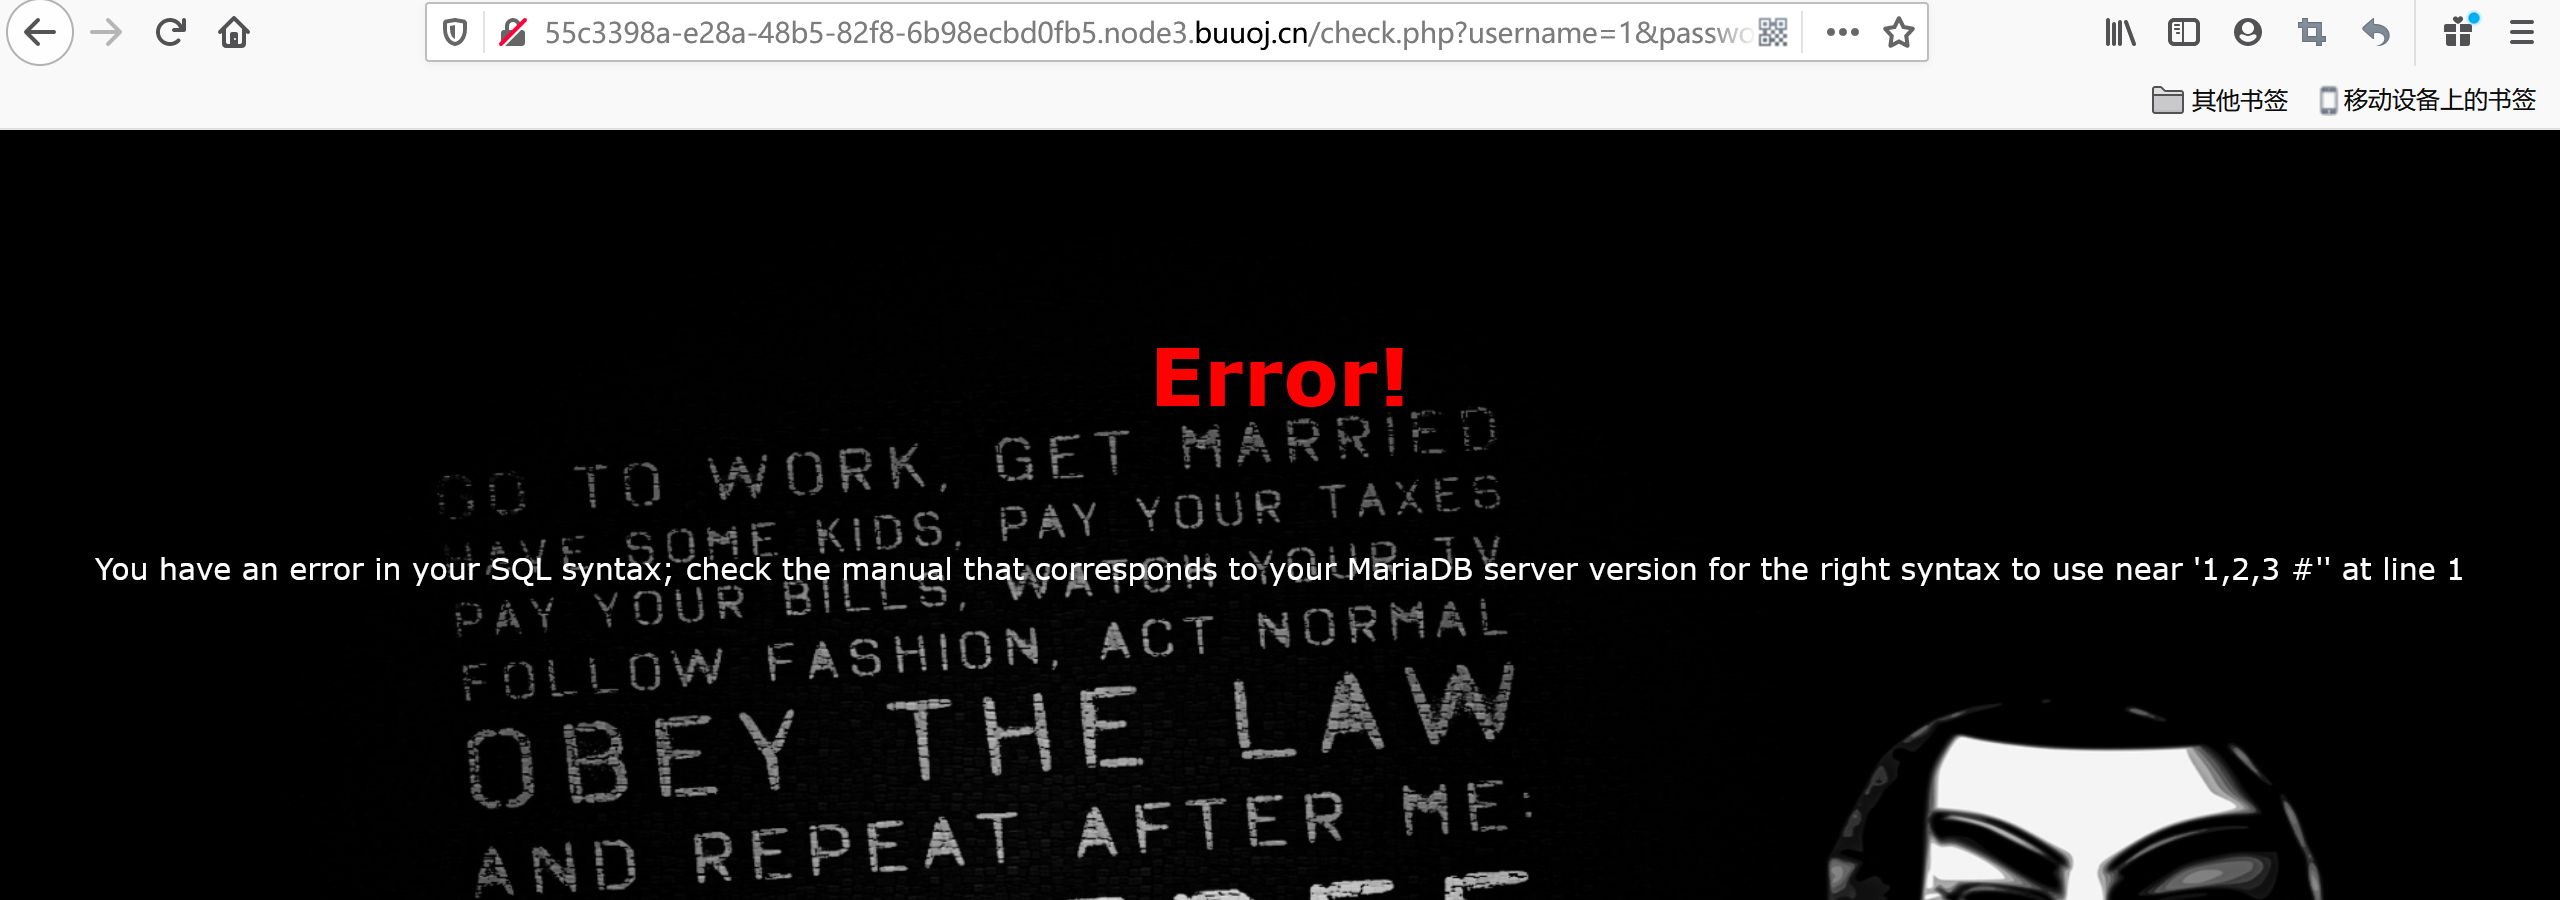 55c3398a-e28a-48b5-82f8-6b98ecbd0fb5.node3.buuoj.cn/check.php?username=1&passwo
其他书签
移动设备上的书签
Error!
GO TO WORK, GET MARRIED
HAVE SOME KIDS, PAY YOUR TAXES
You have an error in your SQL syntax; check the manual that corresponds to your MariaDB server version for the right syntax to use near '1,2,3 #'' at line 1
PAY YOUR BILLS, WATCH YOUR TV
FOLLOW FASHION, ACT NORMAL
OBEY THE LAW
AND REPEAT AFTER ME: